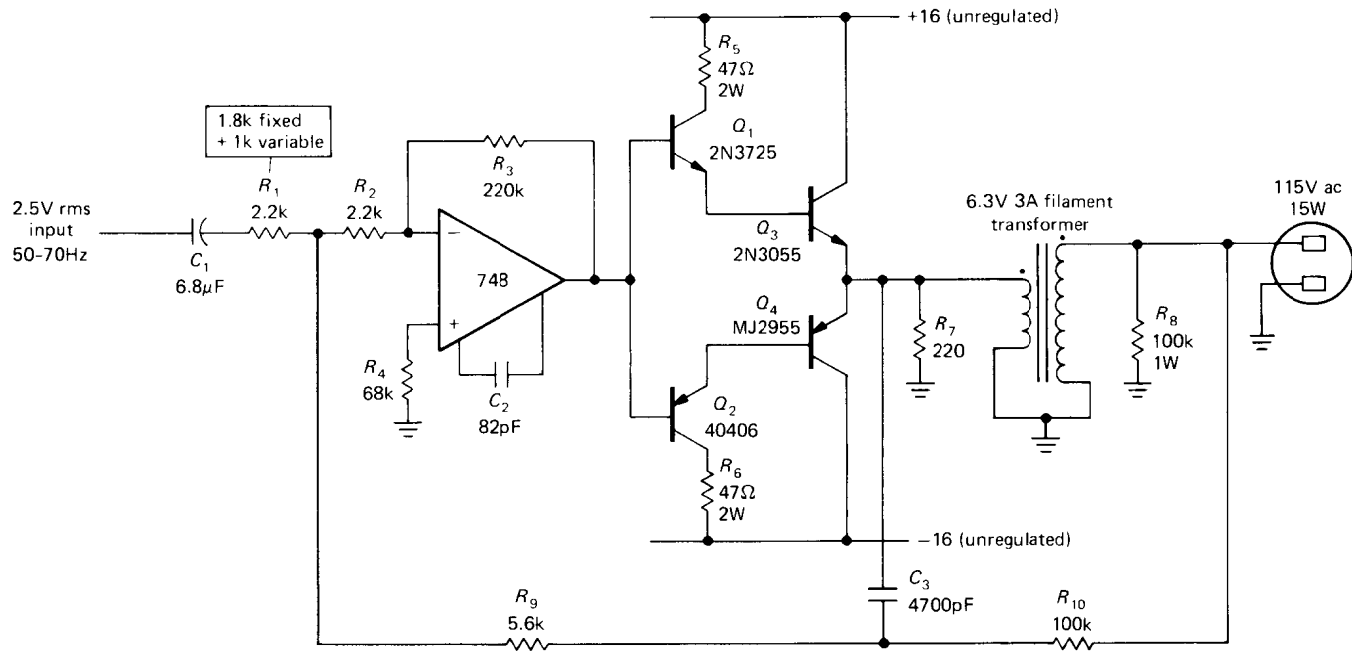 +16 (unregulated)
R5
47Ω
2W
1.8k fixed
+ 1k variable
Q1
2N3725
R3
220k
2.5V rms
input
50–70Hz
R1
2.2k
R2
2.2k
C1
6.8μF
−
748
+
R4
68k
C2
82pF
Q3
2N3055
Q4
MJ2955
Q2
40406
R6
47Ω
2W
6.3V 3A filament
transformer
115V ac
15W
R7
220
R8
100k
1W
−16 (unregulated)
C3
4700pF
R9
5.6k
R10
100k